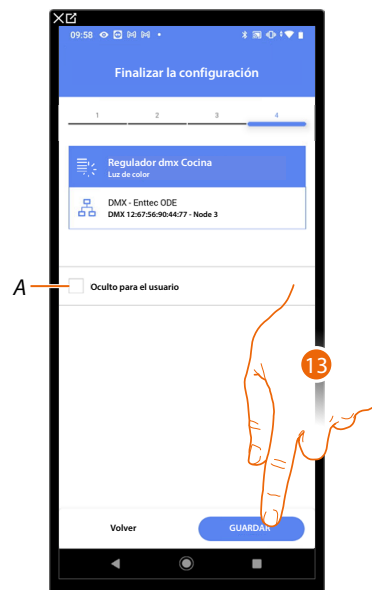 09:58
Finalizar la configuración
1 2 3 4
Regulador dmx Cocina
Luz de color
DMX - Enttec ODE
DMX 12:67:56:90:44:77 - Node 3
A
Oculto para el usuario
13
Volver
GUARDAR